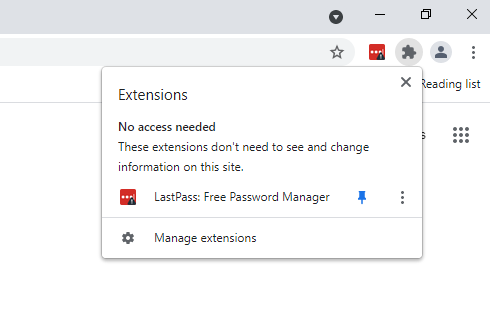 Reading list
Extensions
No access needed
These extensions don't need to see and change
information on this site.
LastPass: Free Password Manager
Manage extensions